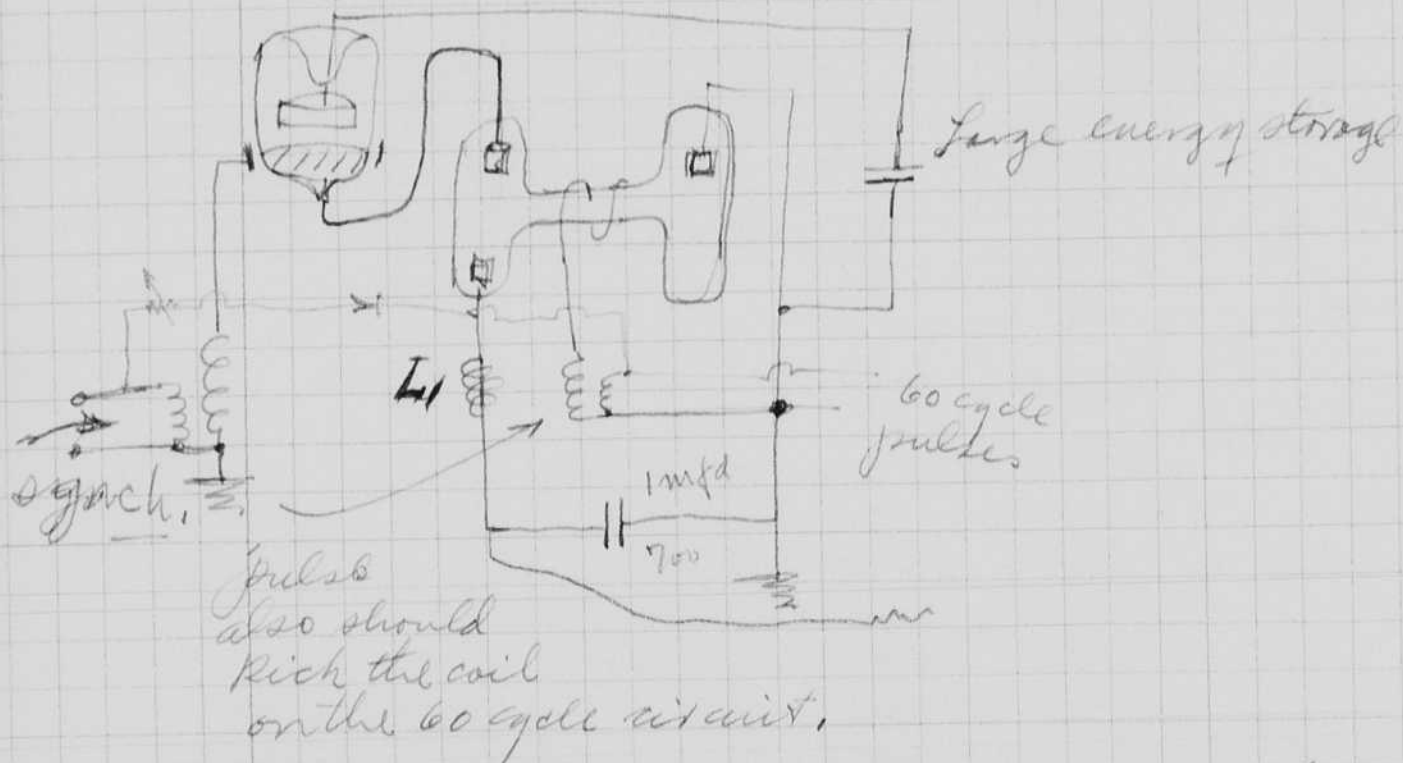 Large energy storage
L1
60 cycle
pulses
synch.
1mfd
700
pulse
also should
kick the coil
on the 60 cycle circuit.